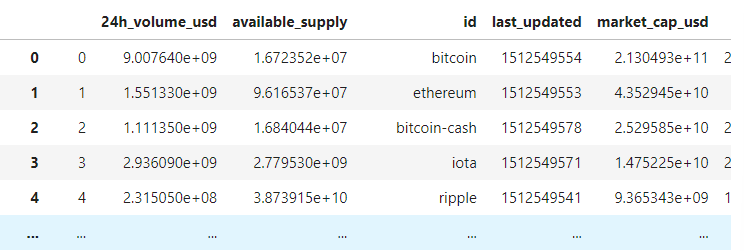 24h_volume_usd available_supply id last_updated market_cap_usd
0 0 9.007640e+09 1.672352e+07 bitcoin 1512549554 2.130493e+11 2
1 1 1.551330e+09 9.616537e+07 ethereum 1512549553 4.352945e+10
2 2 1.111350e+09 1.684044e+07 bitcoin-cash 1512549578 2.529585e+10 2
3 3 2.936090e+09 2.779530e+09 iota 1512549571 1.475225e+10 2
4 4 2.315050e+08 3.873915e+10 ripple 1512549541 9.365343e+09 1
... ... ... ... ... ... ...